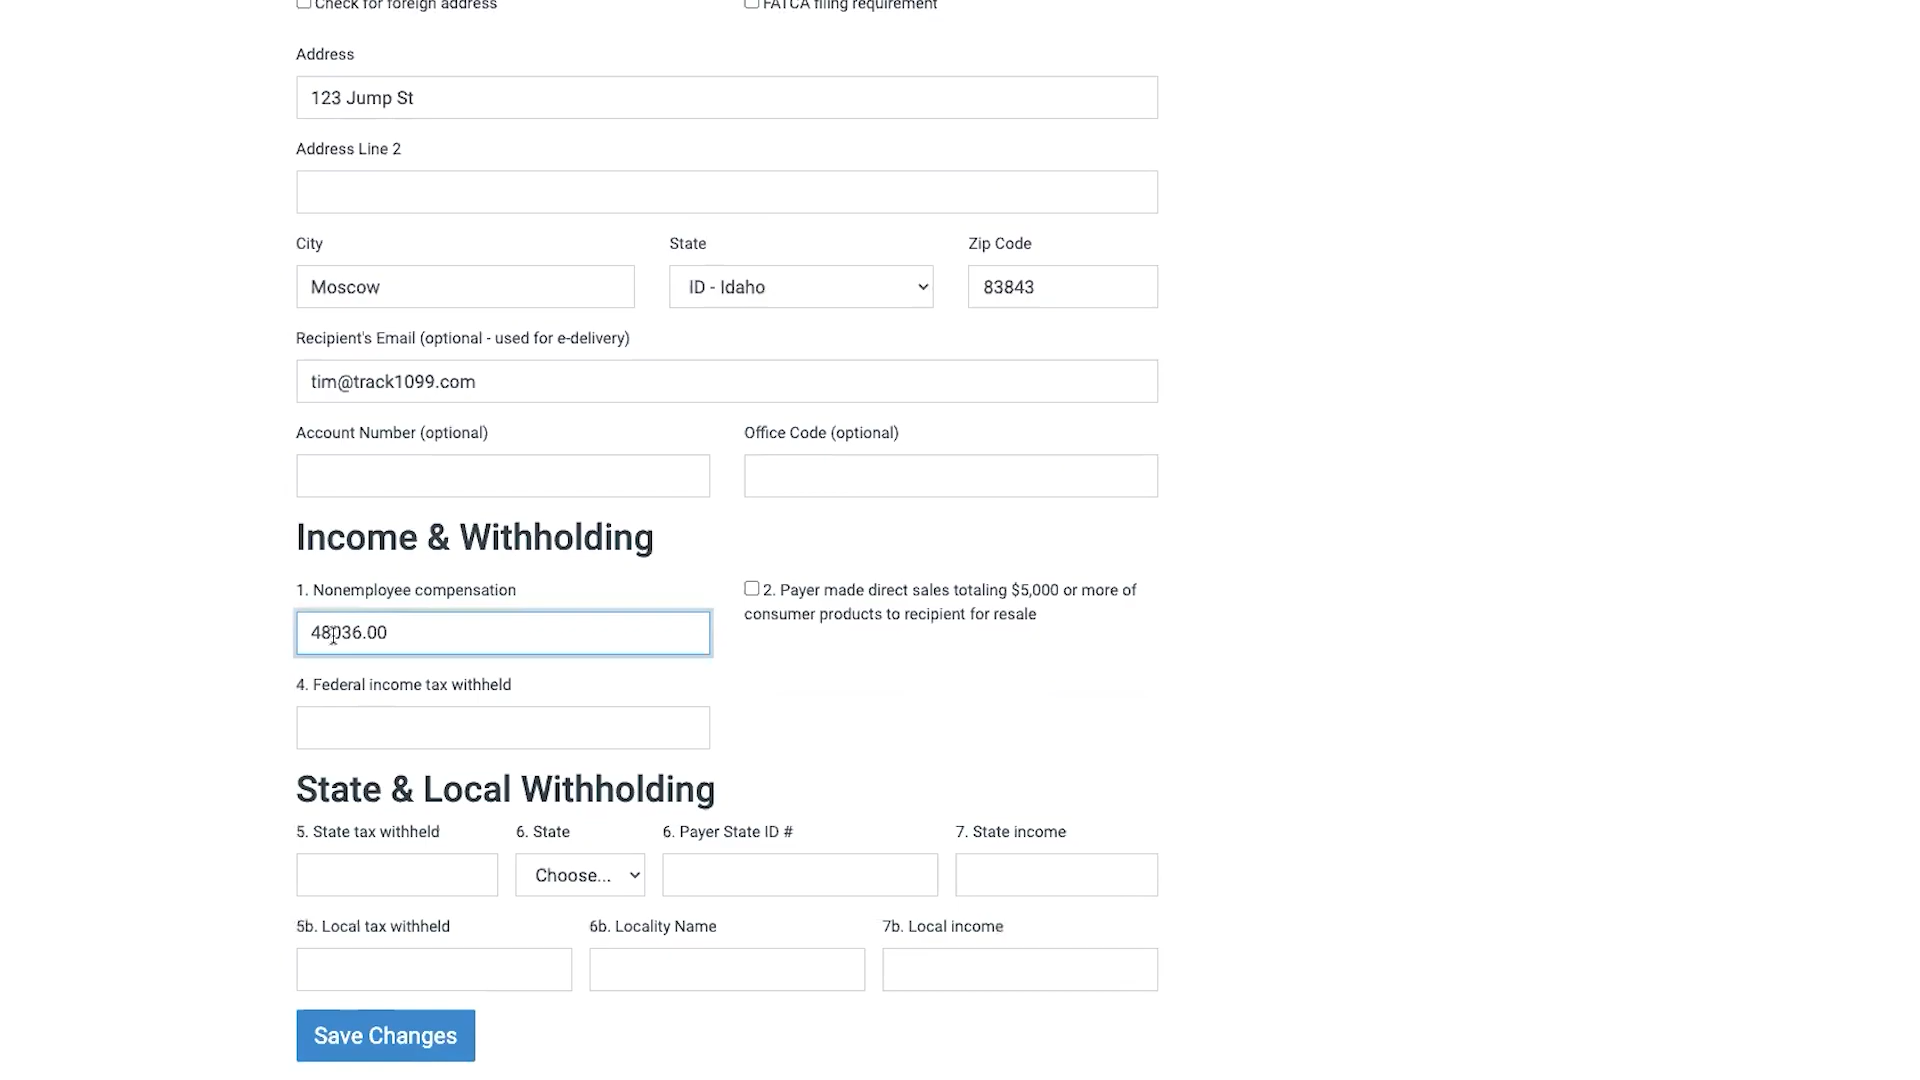 Check for foreign address
FATCA filing requirement
Address
123 Jump St
Address Line 2
City
State
Zip Code
Moscow
ID - Idaho
83843
Recipient's Email (optional - used for e-delivery)
tim@track1099.com
Account Number (optional)
Office Code (optional)
Income & Withholding
1. Nonemployee compensation
2. Payer made direct sales totaling $5,000 or more of
consumer products to recipient for resale
48036.00
4. Federal income tax withheld
State & Local Withholding
5. State tax withheld
6. State
6. Payer State ID #
7. State income
Choose...
5b. Local tax withheld
6b. Locality Name
7b. Local income
Save Changes